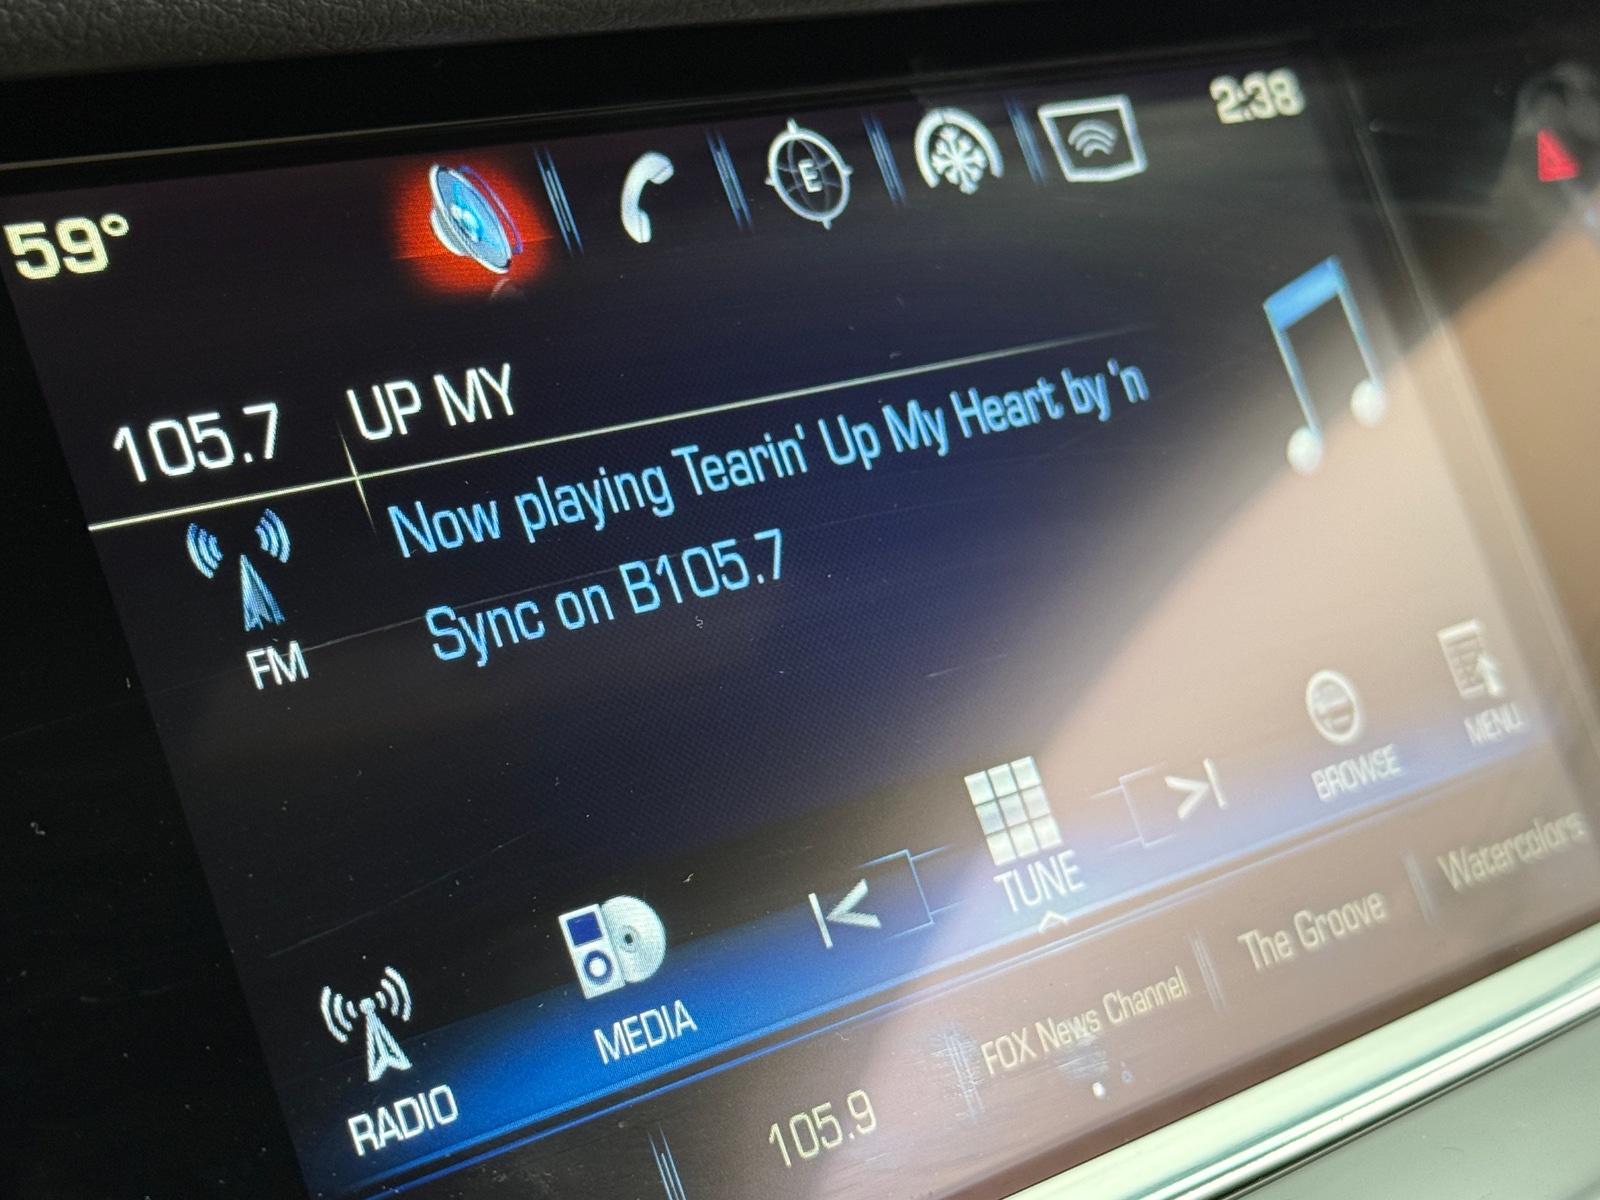 59° 2:38
E
105.7 UP MY
Now playing Tearin' Up My Heart by 'n
Sync on B105.7
FM
RADIO MEDIA TUNE BROWSE MENU
105.9 FOX News Channel The Groove Watercolors